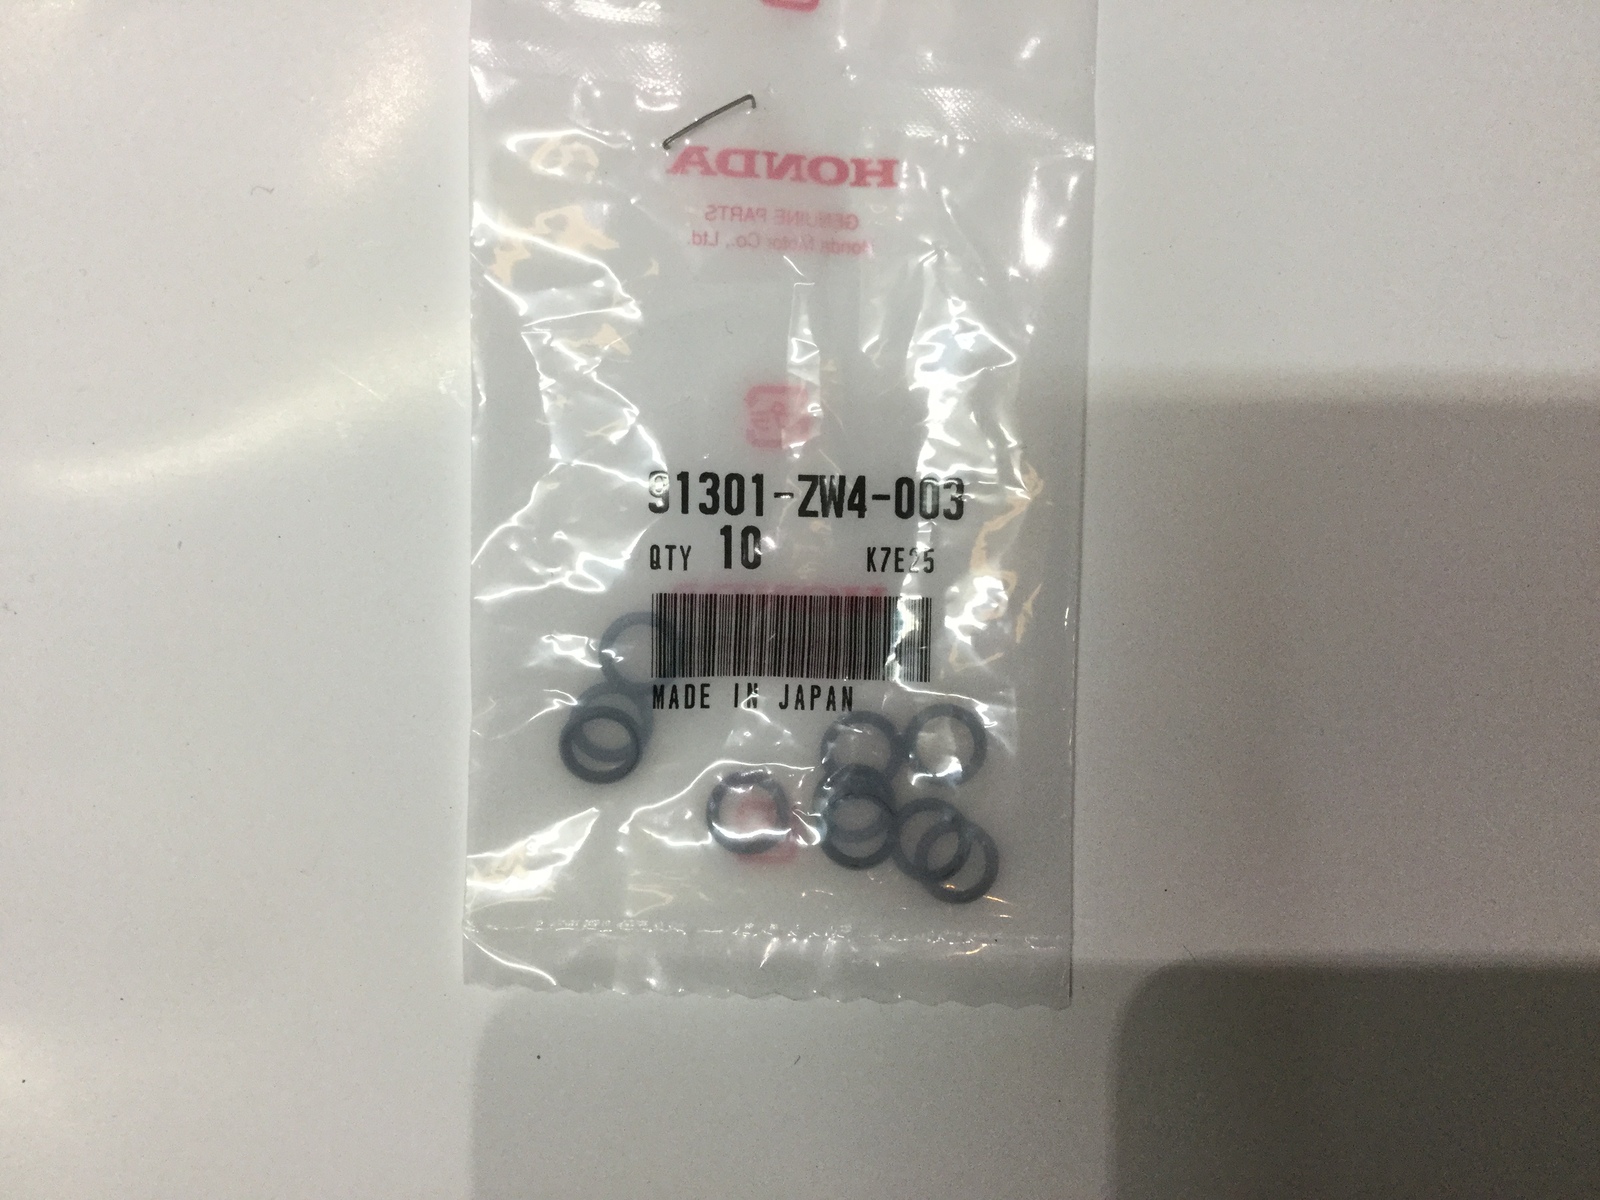 HONDA
GENUINE PARTS
Honda Motor Co., Ltd.
91301-ZW4-003
QTY 10 K7E25
MADE IN JAPAN